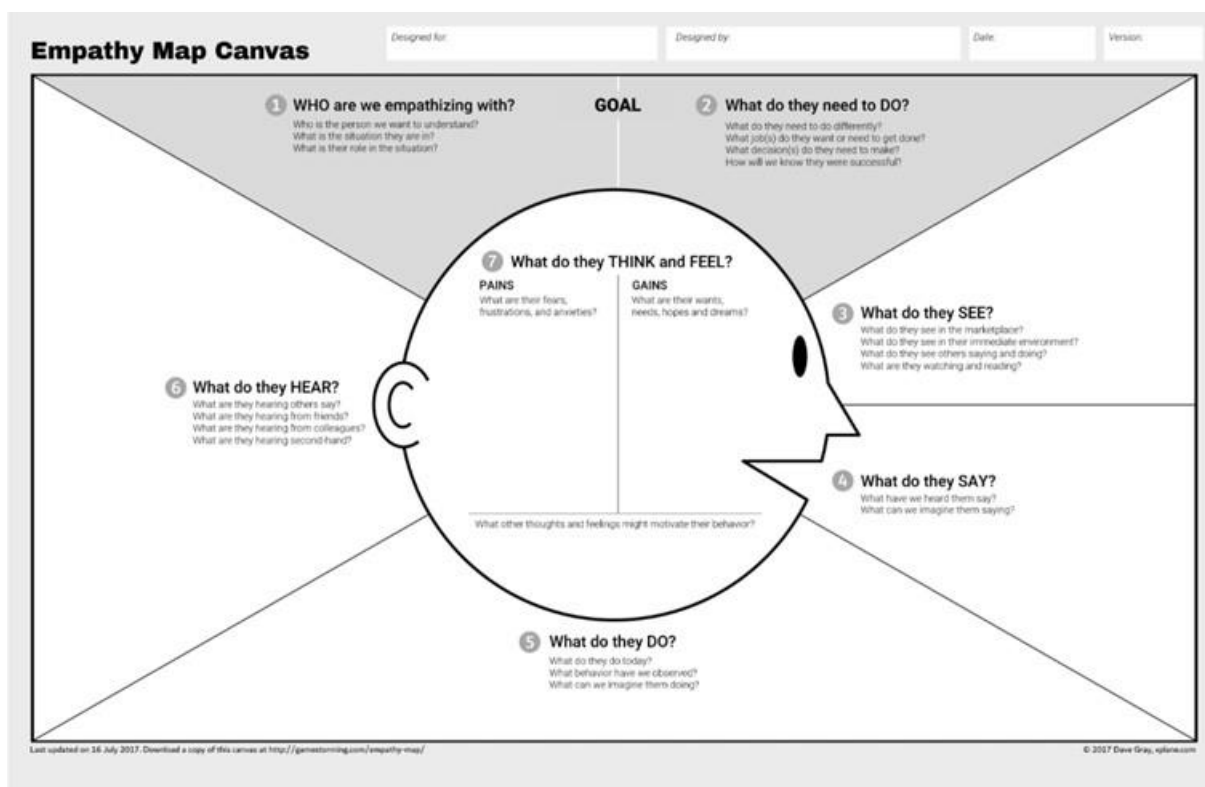 Empathy Map Canvas
Designed for:
Designed by:
Date:
Version:
1 WHO are we empathizing with?
Who is the person we want to understand?
What is the situation they are in?
What is their role in the situation?
GOAL
2 What do they need to DO?
What do they need to do differently?
What job(s) do they want or need to get done?
What decision(s) do they need to make?
How will we know they were successful?
7 What do they THINK and FEEL?
PAINS
What are their fears,
frustrations, and anxieties?
GAINS
What are their wants,
needs, hopes and dreams?
What other thoughts and feelings might motivate their behavior?
3 What do they SEE?
What do they see in the marketplace?
What do they see in their immediate environment?
What do they see others saying and doing?
What are they watching and reading?
4 What do they SAY?
What have we heard them say?
What can we imagine them saying?
5 What do they DO?
What do they do today?
What behavior have we observed?
What can we imagine them doing?
6 What do they HEAR?
What are they hearing others say?
What are they hearing from friends?
What are they hearing from colleagues?
What are they hearing second-hand?
Last updated on 16 July 2017. Download a copy of this canvas at http://gamestorming.com/empathy-map/
© 2017 Dave Gray, xplane.com